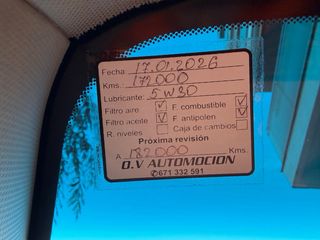 Fecha: 17.01.2026
Kms.: 172000
Lubricante: 5W30
Filtro aire ✓ F. combustible ✓
Filtro aceite ✓ F. antipolen ✓
R. niveles Caja de cambios
Próxima revisión
A 182000 Kms.
O.V AUTOMOCION
✆671 332 591